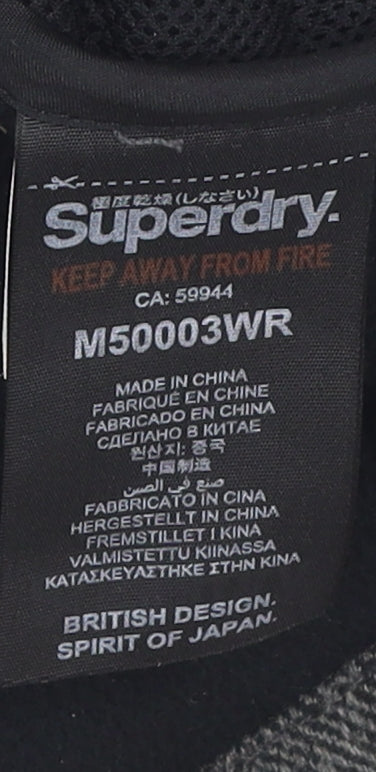 極度乾燥(しなさい)
Superdry.
KEEP AWAY FROM FIRE
CA: 59944
M50003WR
MADE IN CHINA
FABRIQUÉ EN CHINE
FABRICADO EN CHINA
СДЕЛАНО В КИТАЕ
원산지: 중국
中国制造
صنع في الصين
FABBRICATO IN CINA
HERGESTELLT IN CHINA
FREMSTILLET I KINA
VALMISTETTU KIINASSA
ΚΑΤΑΣΚΕΥΑΣΤΗΚΕ ΣΤΗΝ ΚΙΝΑ
BRITISH DESIGN.
SPIRIT OF JAPAN.